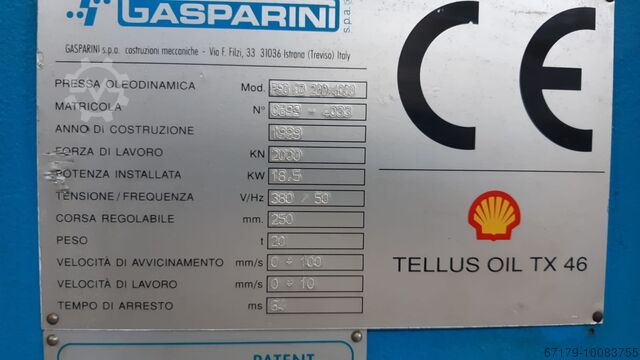 GASPARINI s.p.a.
GASPARINI s.p.a. costruzioni meccaniche - Via F. Filzi, 33 31036 Istrana (Treviso) Italy
PRESSA OLEODINAMICA Mod.
MATRICOLA N°
ANNO DI COSTRUZIONE
FORZA DI LAVORO KN 2000
POTENZA INSTALLATA KW 18.5
TENSIONE/FREQUENZA V/Hz 380 / 50
CORSA REGOLABILE mm. 250
PESO t 20
VELOCITÀ DI AVVICINAMENTO mm/s 0 ÷ 100
VELOCITÀ DI LAVORO mm/s 0 ÷ 10
TEMPO DI ARRESTO ms
CE
TELLUS OIL TX 46
PATENT
67179-10083755